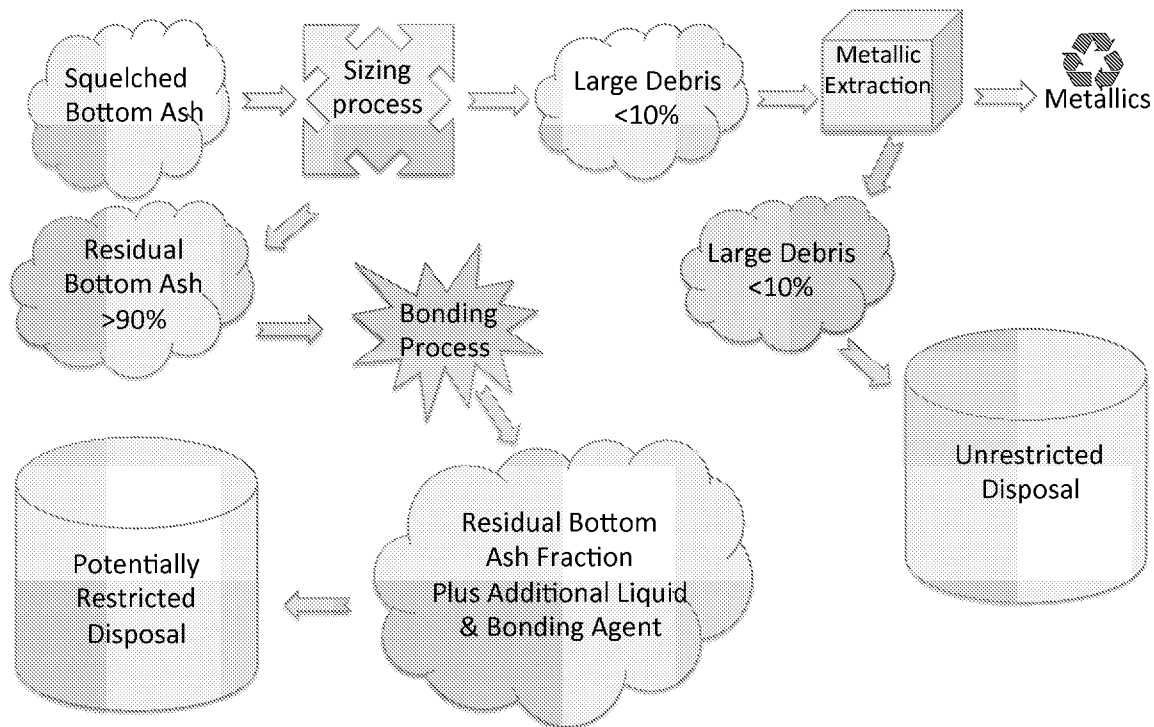 Squelched
Bottom Ash
Sizing
process
Large Debris
<10%
Metallic
Extraction
Metallics
Residual
Bottom Ash
>90%
Bonding
Process
Large Debris
<10%
Unrestricted
Disposal
Residual Bottom
Ash Fraction
Plus Additional Liquid
& Bonding Agent
Potentially
Restricted
Disposal